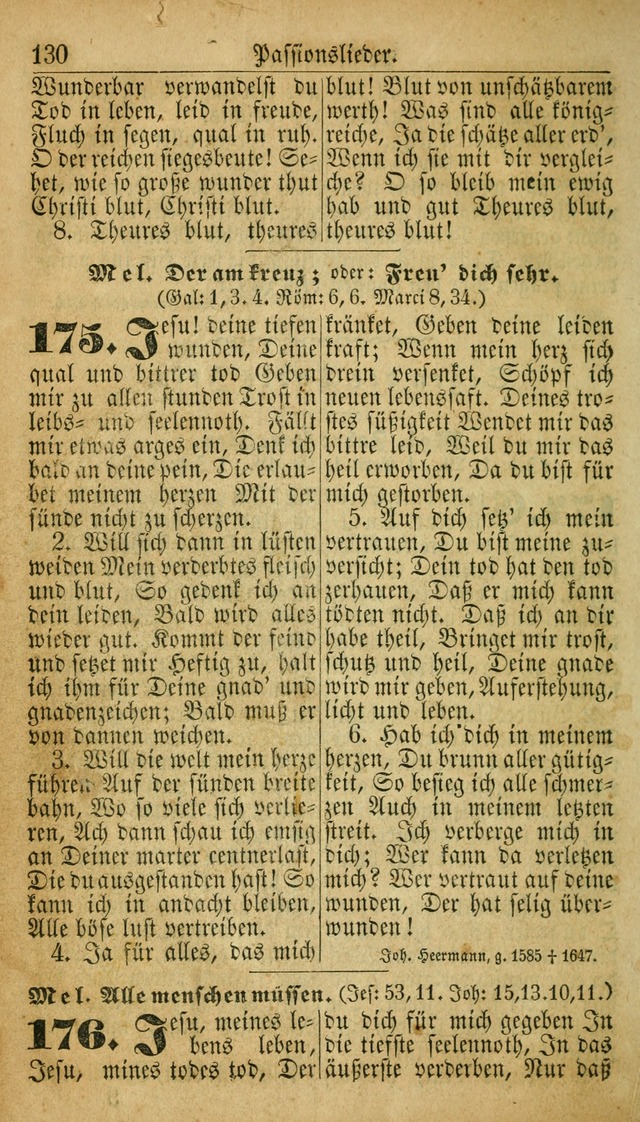 130 Passionslieder.
Wunderbar verwandelst du
Tod in leben, leid in freude,
Fluch in segen, qual in ruh.
O der reichen siegesbeute! Se-
het, wie so große wunder thut
Christi blut, Christi blut.
8. Theures blut, theures
blut! Blut von unschätzbarem
werth! Was sind alle könig-
reiche, Ja die schätze aller erd',
Wenn ich sie mit dir verglei-
che? O so bleib mein ewig
hab und gut Theures blut,
theures blut!
Mel. Der am kreuz; oder: Freu' dich sehr.
(Gal: 1, 3. 4. Röm: 6, 6. Marci 8, 34.)
175. Jesu! deine tiefen
wunden, Deine
qual und bittrer tod Geben
mir zu allen stunden Trost in
leibs- und seelennoth. Fällt
mir etwas arges ein, Denk ich
bald an deine pein, Die erlau-
bet meinem herzen Mit der
sünde nicht zu scherzen.
2. Will sich dann in lüsten
weiden Mein verderbtes fleisch
und blut, So gedenk ich an
dein leiden, Bald wird alles
wieder gut. Kommt der feind
und setzet mir Heftig zu, halt
ich ihm für Deine gnad' und
gnadenzeichen; Bald muß er
von dannen weichen.
3. Will die welt mein herze
führen Auf der sünden breite
bahn, Wo so viele sich verlie-
ren, Ach dann schau ich emsig
an Deiner marter centnerlast,
Die du ausgestanden hast! So
kann ich in andacht bleiben,
Alle böse lust vertreiben.
4. Ja für alles, das mich
kränket, Geben deine leiden
kraft; Wenn mein herz sich
drein versenket, Schöpf ich
neuen lebenssaft. Deines tro-
stes süßigkeit Wendet mir das
bittre leid, Weil du mir das
heil erworben, Da du bist für
mich gestorben.
5. Auf dich setz' ich mein
vertrauen, Du bist meine zu-
versicht; Dein tod hat den tod
zerhauen, Daß er mich kann
tödten nicht. Daß ich an dir
habe theil, Bringet mir trost,
schutz und heil, Deine gnade
wird mir geben, Auferstehung,
licht und leben.
6. Hab ich dich in meinem
herzen, Du brunn aller gütig-
keit, So besieg ich alle schmer-
zen Auch in meinem letzten
streit. Ich verberge mich in
dich; Wer kann da verletzen
mich? Wer vertraut auf deine
wunden, Der hat selig über-
wunden!
Joh. Heermann, g. 1585 † 1647.
Mel. Alle menschen müssen. (Jes: 53, 11. Joh: 15, 13. 10, 11.)
176. Jesu, meines le-
bens leben,
Jesu, mines todes tod, Der
du dich für mich gegeben In
die tiefste seelennoth, In das
äußerste verderben, Nur daß